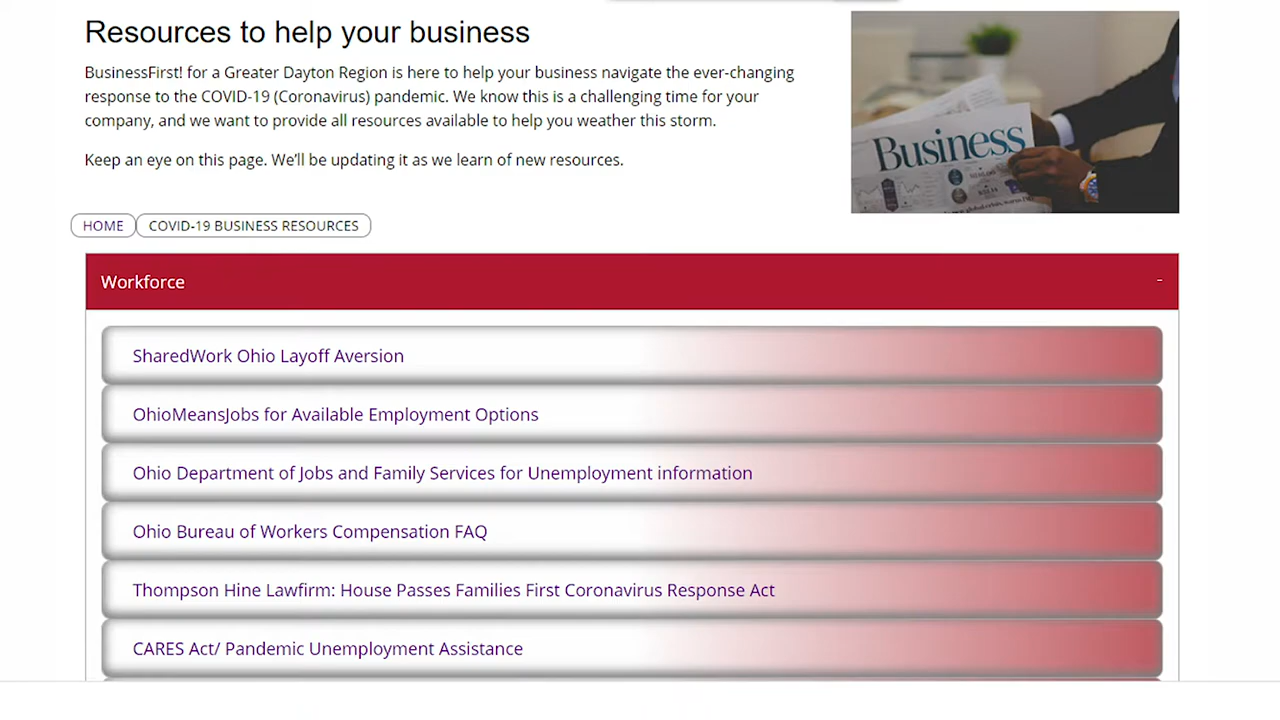 Resources to help your business
BusinessFirst! for a Greater Dayton Region is here to help your business navigate the ever-changing
response to the COVID-19 (Coronavirus) pandemic. We know this is a challenging time for your
company, and we want to provide all resources available to help you weather this storm.
Keep an eye on this page. We'll be updating it as we learn of new resources.
Business
HOME
COVID-19 BUSINESS RESOURCES
Workforce
-
SharedWork Ohio Layoff Aversion
OhioMeansJobs for Available Employment Options
Ohio Department of Jobs and Family Services for Unemployment information
Ohio Bureau of Workers Compensation FAQ
Thompson Hine Lawfirm: House Passes Families First Coronavirus Response Act
CARES Act/ Pandemic Unemployment Assistance